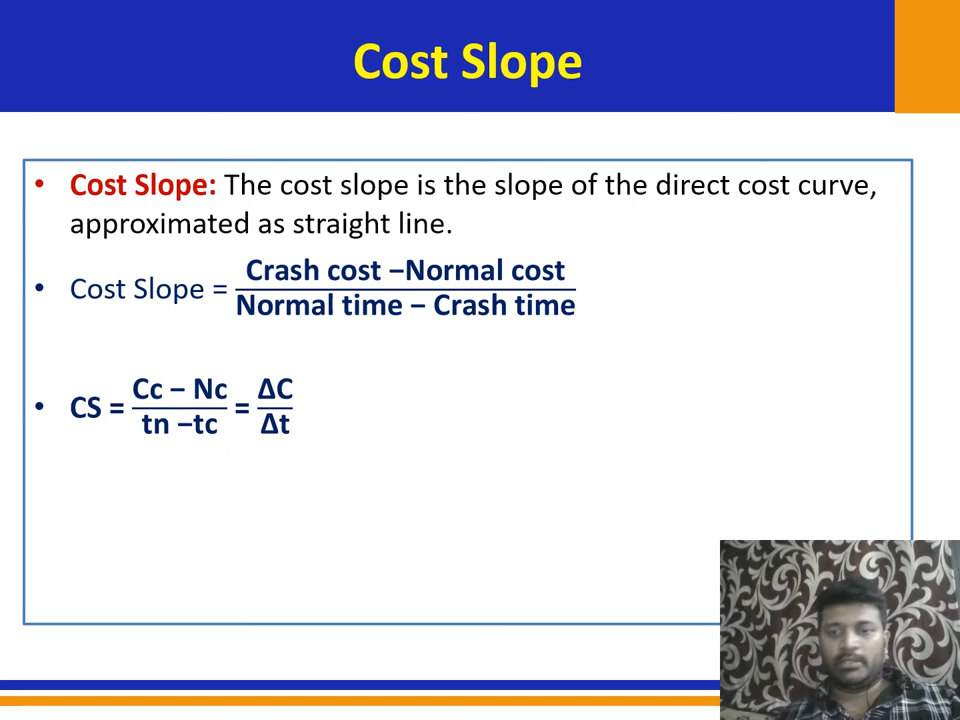 Cost Slope
• Cost Slope: The cost slope is the slope of the direct cost curve,
approximated as straight line.
• Cost Slope = Crash cost −Normal cost / Normal time − Crash time
• CS = Cc − Nc / tn −tc = ΔC / Δt